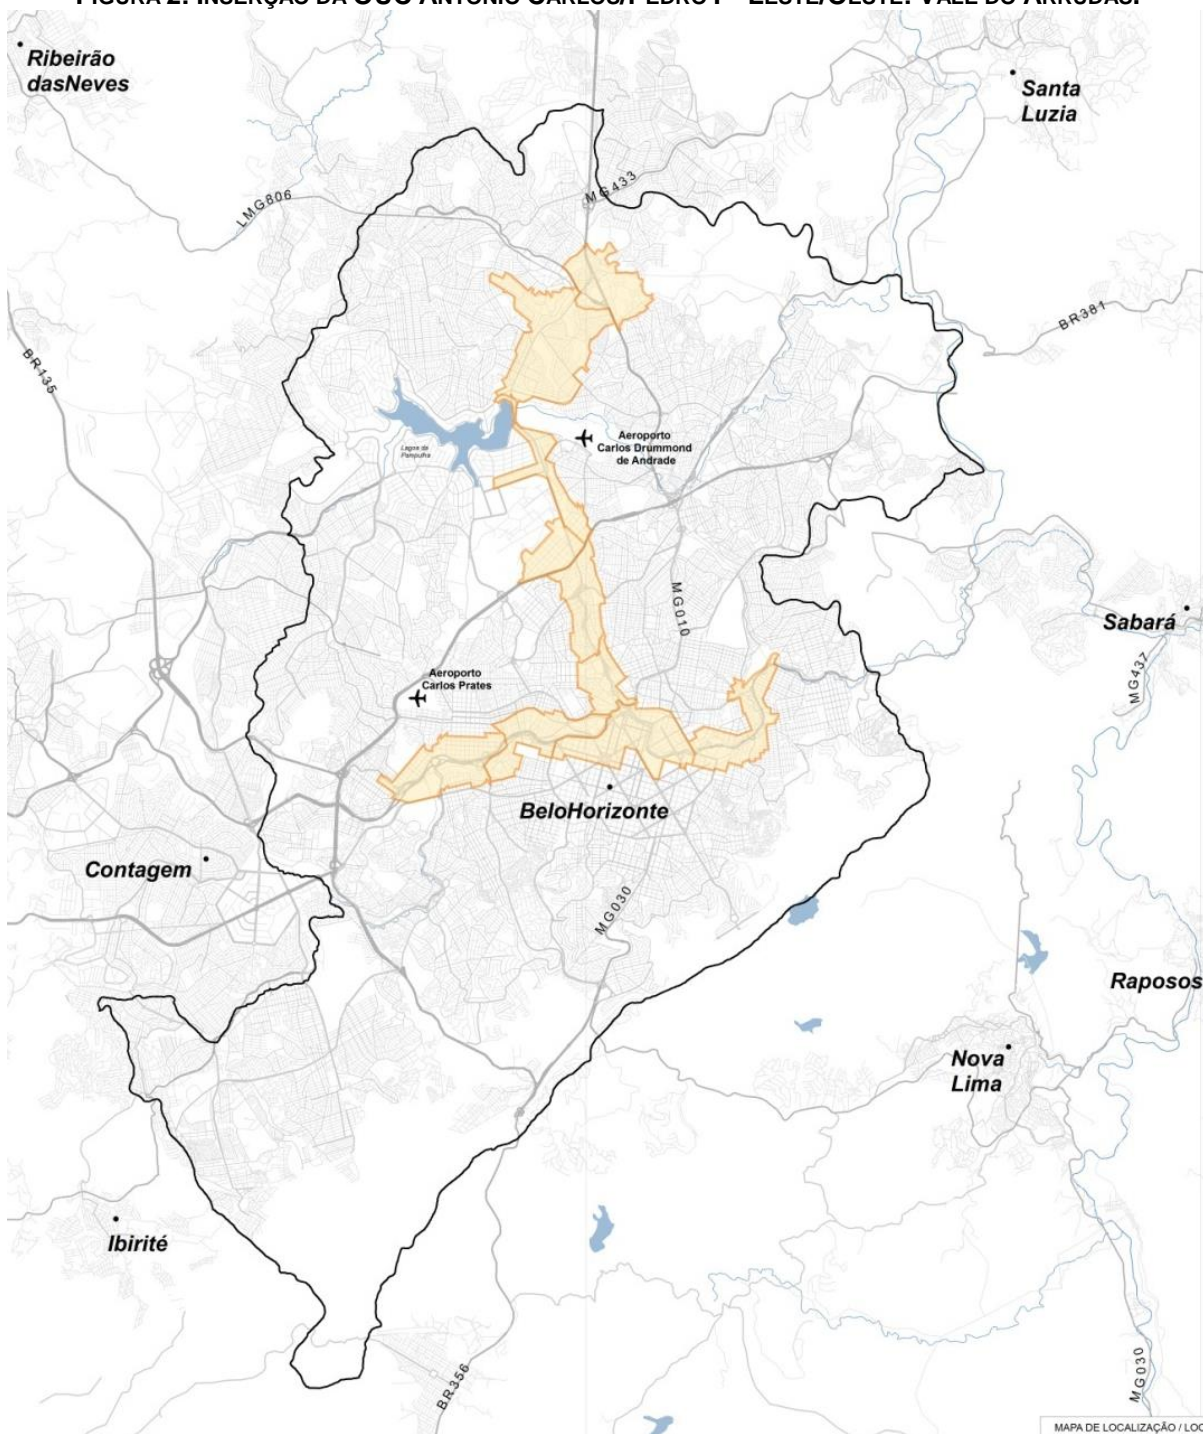 FIGURA 2: INSERÇÃO DA OUC ANTÔNIO CARLOS/PEDRO I - LESTE/OESTE: VALE DO ARRUDAS.
Ribeirão
dasNeves
Santa
Luzia
MG433
LMG806
BR381
BR135
Lagoa da
Pampulha
Aeroporto
Carlos Drummond
de Andrade
MG010
Sabará
MG437
Aeroporto
Carlos Prates
BeloHorizonte
Contagem
MG030
Raposos
Nova
Lima
Ibirité
BR356
MG030
MAPA DE LOCALIZAÇÃO / LOC